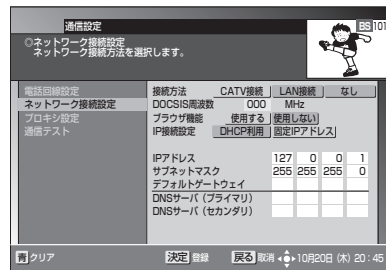 通信設定
BS 101
◎ネットワーク接続設定
ネットワーク接続方法を選択します。
電話回線設定
ネットワーク接続設定
プロキシ設定
通信テスト
接続方法 CATV接続 LAN接続 なし
DOCSIS周波数 000 MHz
ブラウザ機能 使用する 使用しない
IP接続設定 DHCP利用 固定IPアドレス
IPアドレス 127 0 0 1
サブネットマスク 255 255 255 0
デフォルトゲートウェイ
DNSサーバ (プライマリ)
DNSサーバ (セカンダリ)
青 クリア 決定 登録 戻る 取消 10月20日 (木) 20:45